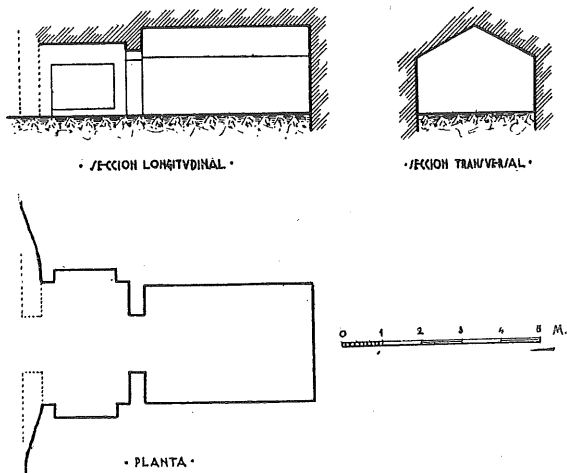 · SECCION LONGITVDINAL ·
· SECCION TRANSVERSAL ·
0 1 2 3 4 5 M.
· PLANTA ·